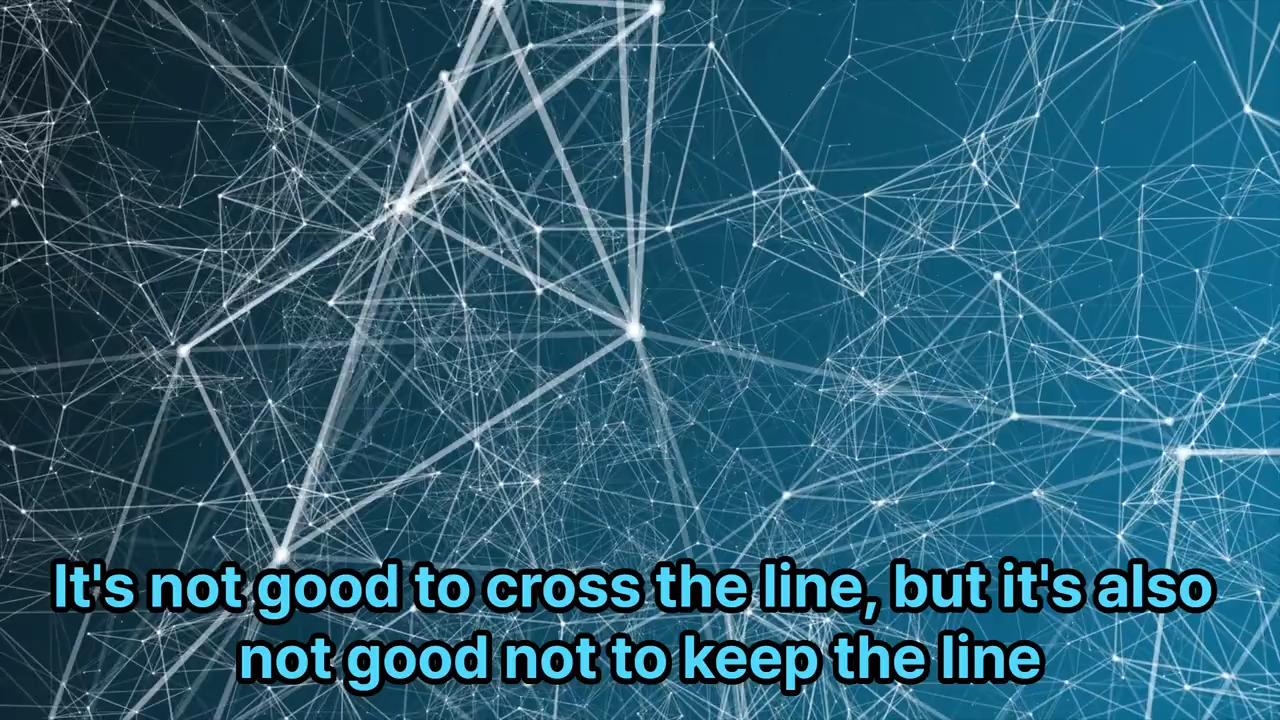 It's not good to cross the line, but it's also
not good not to keep the line